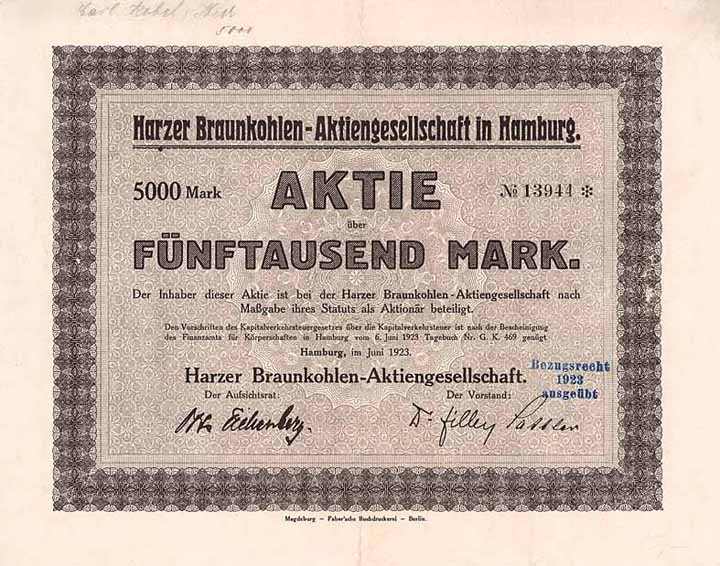 Carl
5000
Harzer Braunkohlen-Aktiengesellschaft in Hamburg.
5000 Mark
AKTIE
№ 13944 ✻
über
FÜNFTAUSEND MARK.
Der Inhaber dieser Aktie ist bei der Harzer Braunkohlen-Aktiengesellschaft nach
Maßgabe ihres Statuts als Aktionär beteiligt.
Den Vorschriften des Kapitalverkehrsteuergesetzes über die Kapitalverkehrsteuer ist nach der Bescheinigung
des Finanzamts für Körperschaften in Hamburg vom 6. Juni 1923 Tagebuch Nr. G. K. 469 genügt
Hamburg, im Juni 1923.
Harzer Braunkohlen-Aktiengesellschaft.
Bezugsrecht
1923
ausgeübt
Der Aufsichtsrat:
Der Vorstand:
Dr.
Magdeburg – Faber'sche Buchdruckerei – Berlin.